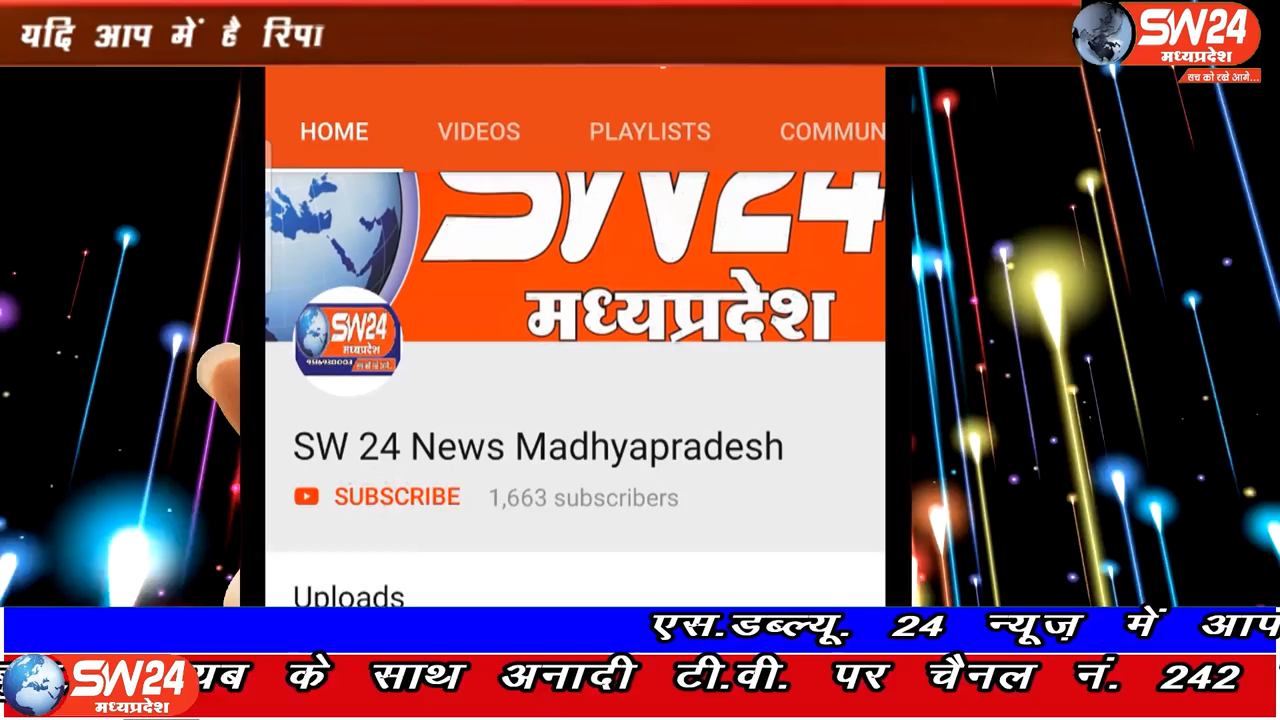 यदि आप में है रिपा
SW24
मध्यप्रदेश
सच को रखे आगे...
HOME VIDEOS PLAYLISTS COMMUN
SW24
मध्यप्रदेश
SW24
मध्यप्रदेश
SW 24 News Madhyapradesh
SUBSCRIBE 1,663 subscribers
Uploads
एस.डब्ल्यू. 24 न्यूज़ में आप
के साथ अनादी टी.वी. पर चैनल नं. 242
SW24
मध्यप्रदेश